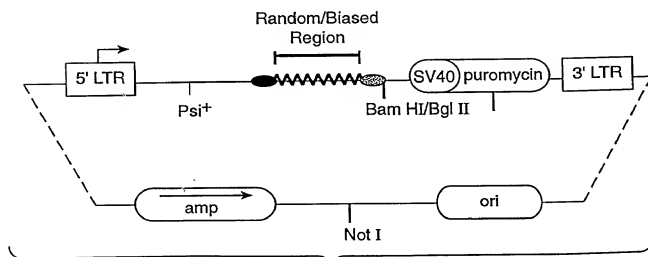 Random/Biased
Region
5' LTR
Psi+
Bam HI/Bgl II
SV40
puromycin
3' LTR
amp
Not I
ori